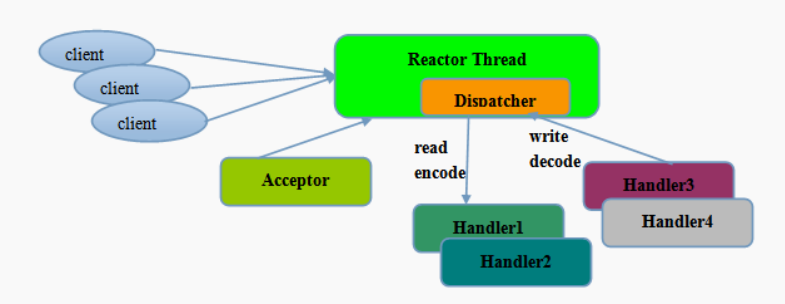 client
client
client
Reactor Thread
Dispatcher
Acceptor
read
encode
write
decode
Handler1
Handler2
Handler3
Handler4